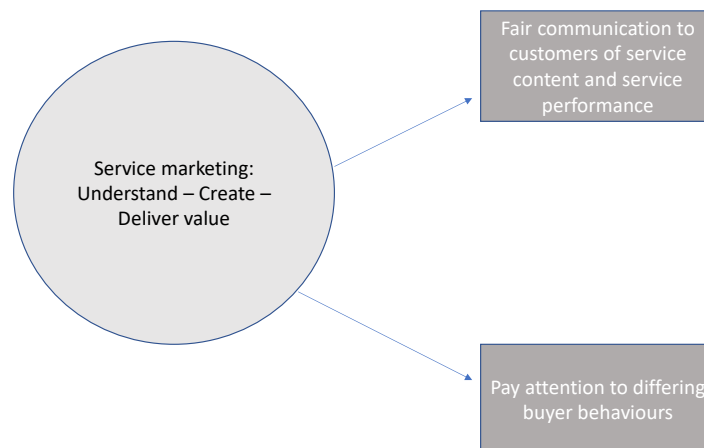 Fair communication to
customers of service
content and service
performance
Service marketing:
Understand – Create –
Deliver value
Pay attention to differing
buyer behaviours